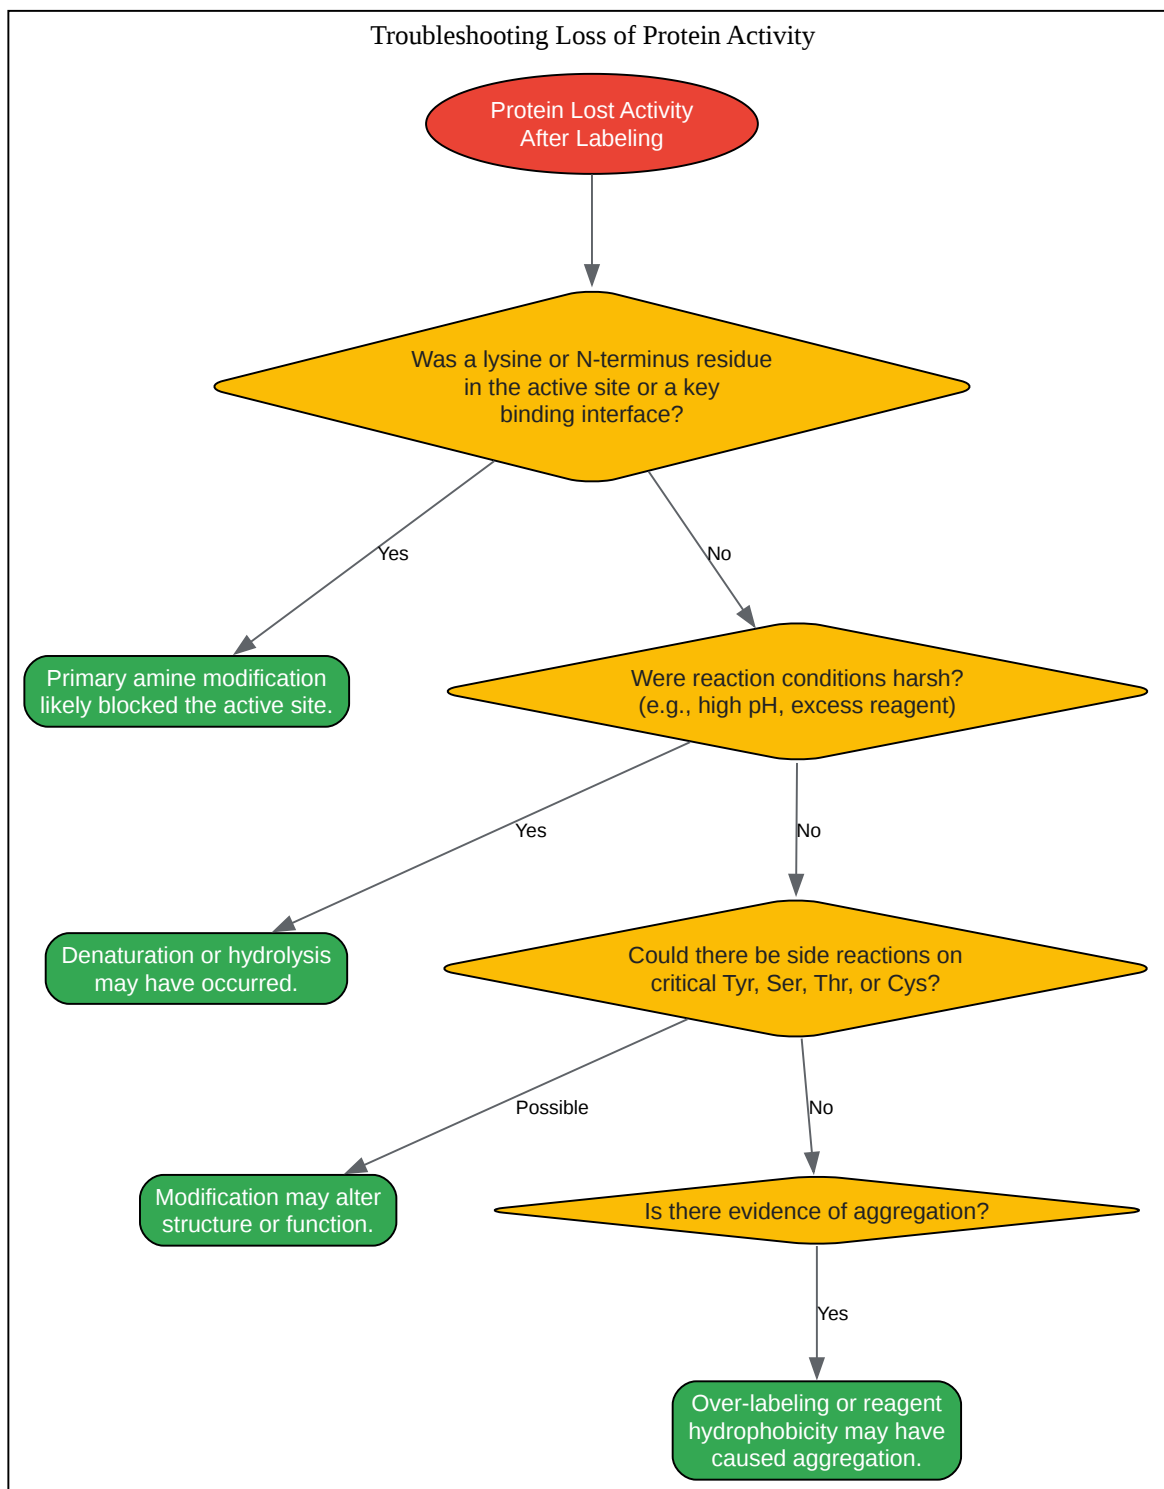 Troubleshooting Loss of Protein Activity
Protein Lost Activity
After Labeling
Was a lysine or N-terminus residue
in the active site or a key
binding interface?
Yes
No
Primary amine modification
likely blocked the active site.
Were reaction conditions harsh?
(e.g., high pH, excess reagent)
Yes
No
Denaturation or hydrolysis
may have occurred.
Could there be side reactions on
critical Tyr, Ser, Thr, or Cys?
Possible
No
Modification may alter
structure or function.
Is there evidence of aggregation?
Yes
Over-labeling or reagent
hydrophobicity may have
caused aggregation.